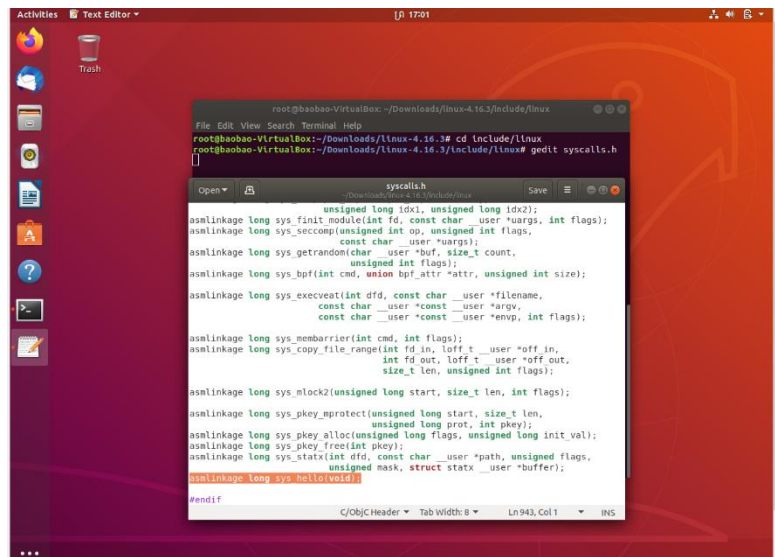 Activities Text Editor
17:01
Trash
root@baobao-VirtualBox: ~/Downloads/linux-4.16.3/include/linux
File Edit View Search Terminal Help
root@baobao-VirtualBox:~/Downloads/linux-4.16.3# cd include/linux
root@baobao-VirtualBox:~/Downloads/linux-4.16.3/include/linux# gedit syscalls.h
Open
syscalls.h
~/Downloads/linux-4.16.3/include/linux
Save
unsigned long idx1, unsigned long idx2);
asmlinkage long sys_finit_module(int fd, const char __user *uargs, int flags);
asmlinkage long sys_seccomp(unsigned int op, unsigned int flags,
const char __user *uargs);
asmlinkage long sys_getrandom(char __user *buf, size_t count,
unsigned int flags);
asmlinkage long sys_bpf(int cmd, union bpf_attr *attr, unsigned int size);
asmlinkage long sys_execveat(int dfd, const char __user *filename,
const char __user *const __user *argv,
const char __user *const __user *envp, int flags);
asmlinkage long sys_membarrier(int cmd, int flags);
asmlinkage long sys_copy_file_range(int fd_in, loff_t __user *off_in,
int fd_out, loff_t __user *off_out,
size_t len, unsigned int flags);
asmlinkage long sys_mlock2(unsigned long start, size_t len, int flags);
asmlinkage long sys_pkey_mprotect(unsigned long start, size_t len,
unsigned long prot, int pkey);
asmlinkage long sys_pkey_alloc(unsigned long flags, unsigned long init_val);
asmlinkage long sys_pkey_free(int pkey);
asmlinkage long sys_statx(int dfd, const char __user *path, unsigned flags,
unsigned mask, struct statx __user *buffer);
asmlinkage long sys_hello(void);
#endif
C/ObjC Header Tab Width: 8 Ln 943, Col 1 INS